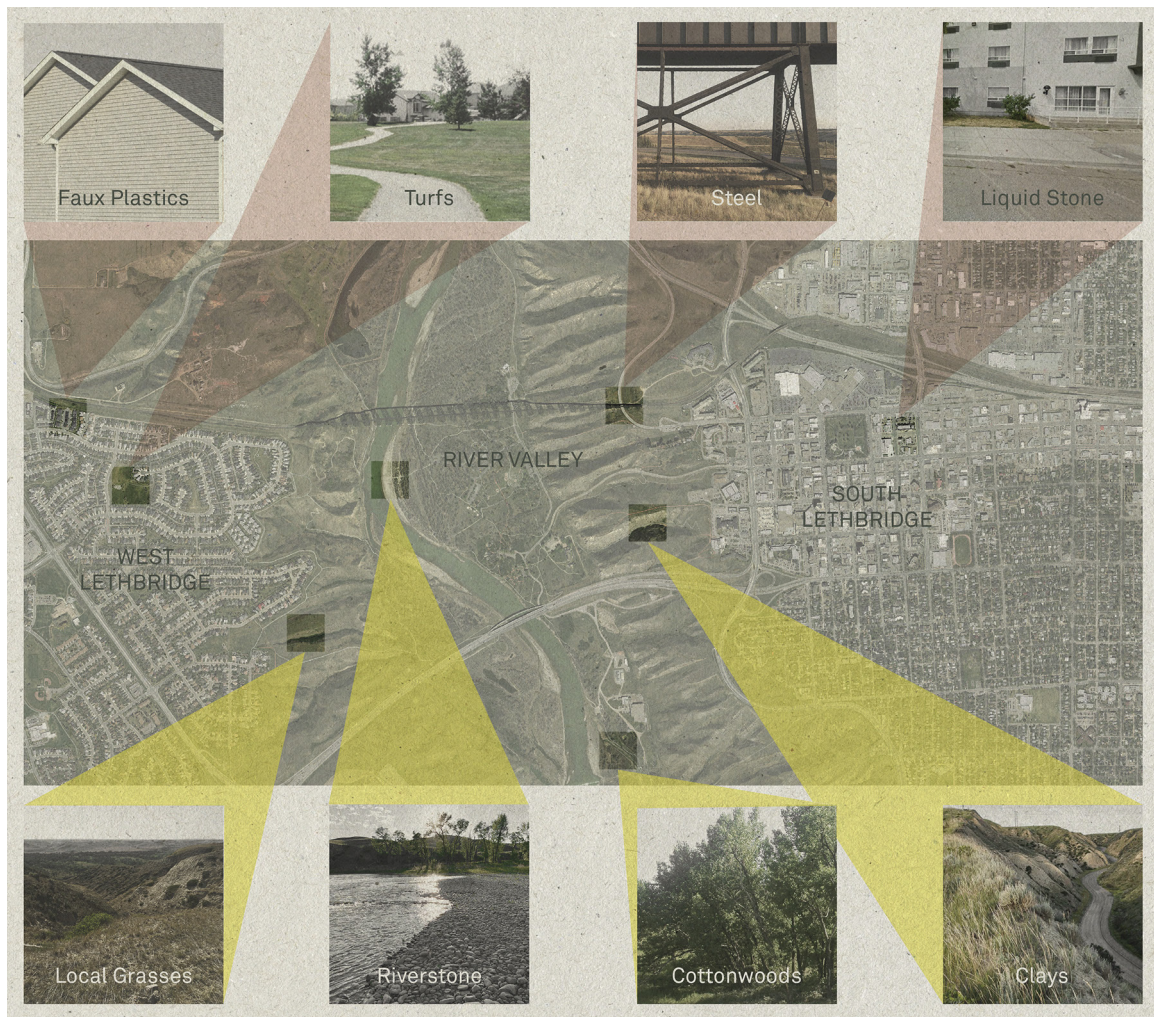 Faux Plastics
Turfs
Steel
Liquid Stone
RIVER VALLEY
SOUTH
LETHBRIDGE
WEST
LETHBRIDGE
Local Grasses
Riverstone
Cottonwoods
Clays